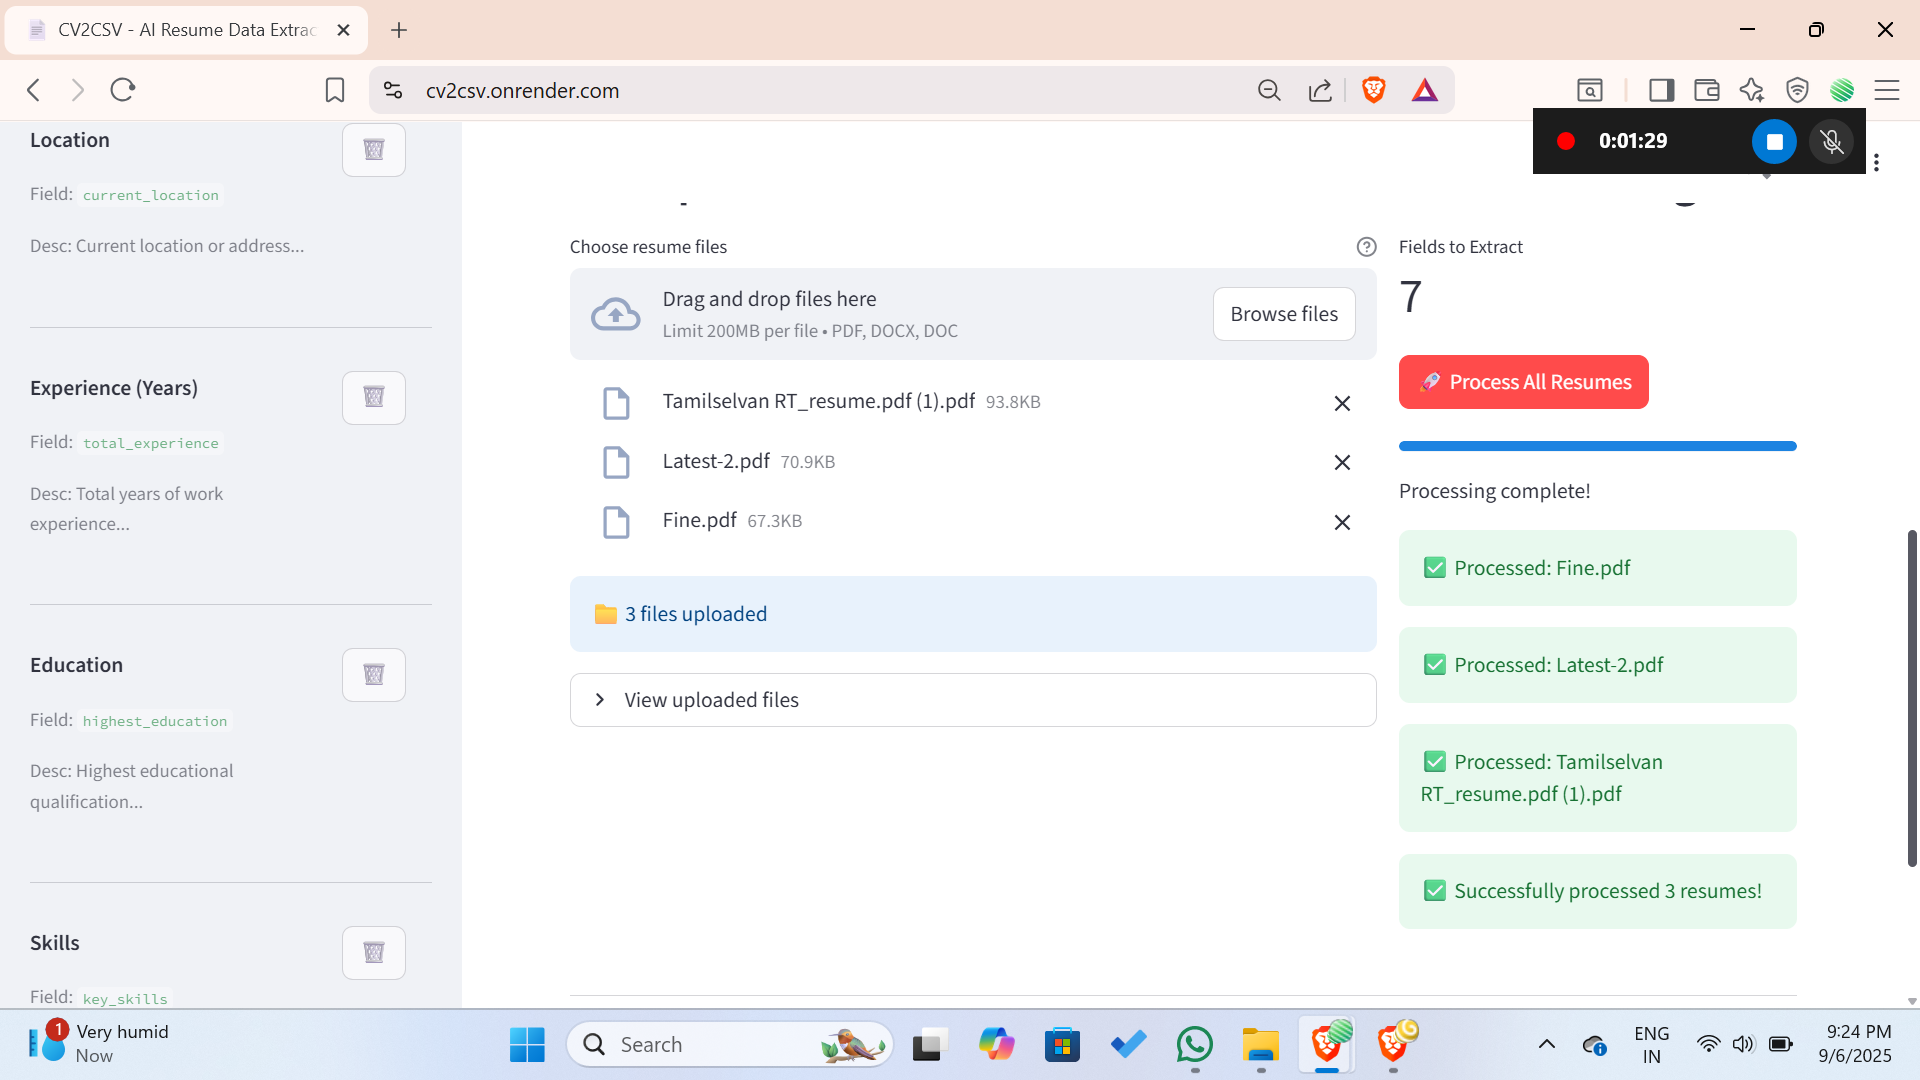 CV2CSV - AI Resume Data Extrac
cv2csv.onrender.com
0:01:29
Location
Field: current_location
Desc: Current location or address...
Experience (Years)
Field: total_experience
Desc: Total years of work
experience...
Education
Field: highest_education
Desc: Highest educational
qualification...
Skills
Field: key_skills
Choose resume files
Drag and drop files here
Limit 200MB per file • PDF, DOCX, DOC
Browse files
Tamilselvan RT_resume.pdf (1).pdf 93.8KB
Latest-2.pdf 70.9KB
Fine.pdf 67.3KB
3 files uploaded
View uploaded files
Fields to Extract
7
🚀 Process All Resumes
Processing complete!
✅ Processed: Fine.pdf
✅ Processed: Latest-2.pdf
✅ Processed: Tamilselvan
RT_resume.pdf (1).pdf
✅ Successfully processed 3 resumes!
1
Very humid
Now
Search
ENG
IN
9:24 PM
9/6/2025